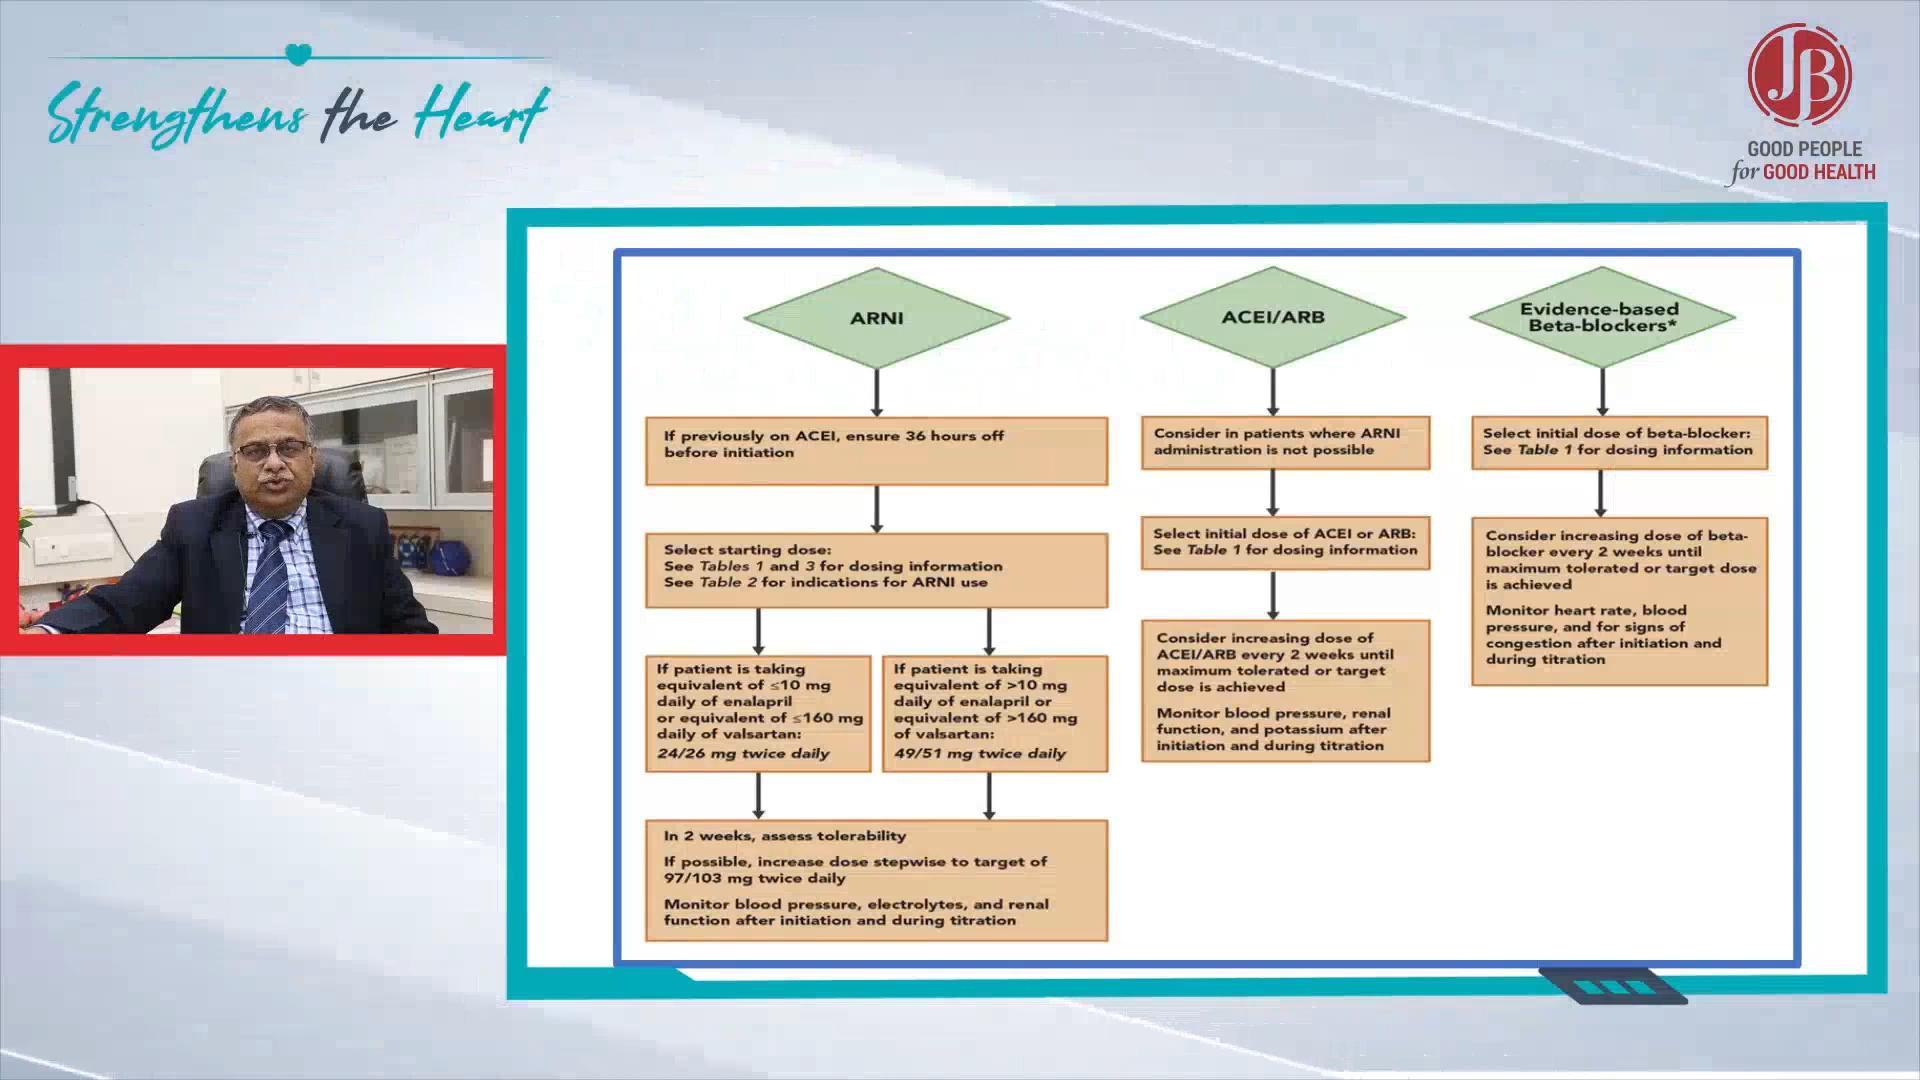 Strengthens the Heart
JB
GOOD PEOPLE
for GOOD HEALTH
ARNI
If previously on ACEI, ensure 36 hours off
before initiation
Select starting dose:
See Tables 1 and 3 for dosing information
See Table 2 for indications for ARNI use
If patient is taking
equivalent of ≤10 mg
daily of enalapril
or equivalent of ≤160 mg
daily of valsartan:
24/26 mg twice daily
If patient is taking
equivalent of >10 mg
daily of enalapril or
equivalent of >160 mg
of valsartan:
49/51 mg twice daily
In 2 weeks, assess tolerability
If possible, increase dose stepwise to target of
97/103 mg twice daily
Monitor blood pressure, electrolytes, and renal
function after initiation and during titration
ACEI/ARB
Consider in patients where ARNI
administration is not possible
Select initial dose of ACEI or ARB:
See Table 1 for dosing information
Consider increasing dose of
ACEI/ARB every 2 weeks until
maximum tolerated or target
dose is achieved
Monitor blood pressure, renal
function, and potassium after
initiation and during titration
Evidence-based
Beta-blockers*
Select initial dose of beta-blocker:
See Table 1 for dosing information
Consider increasing dose of beta-
blocker every 2 weeks until
maximum tolerated or target dose
is achieved
Monitor heart rate, blood
pressure, and for signs of
congestion after initiation and
during titration